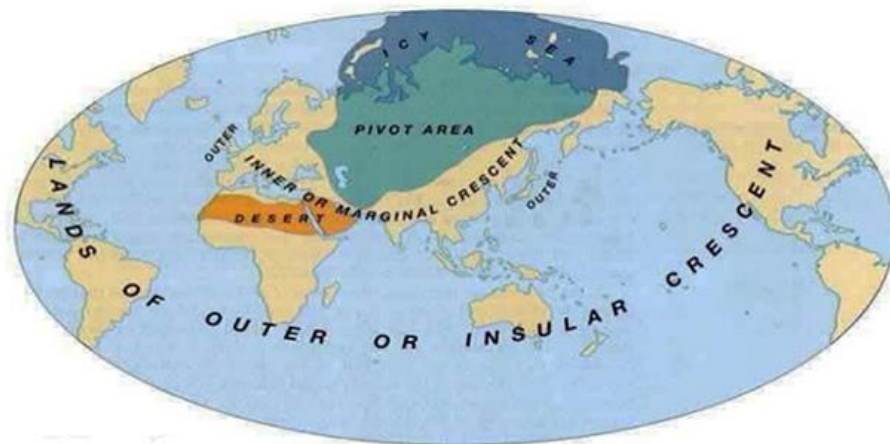 ICY SEA
PIVOT AREA
OUTER
INNER OR MARGINAL CRESCENT
OUTER
DESERT
LANDS OF OUTER OR INSULAR CRESCENT